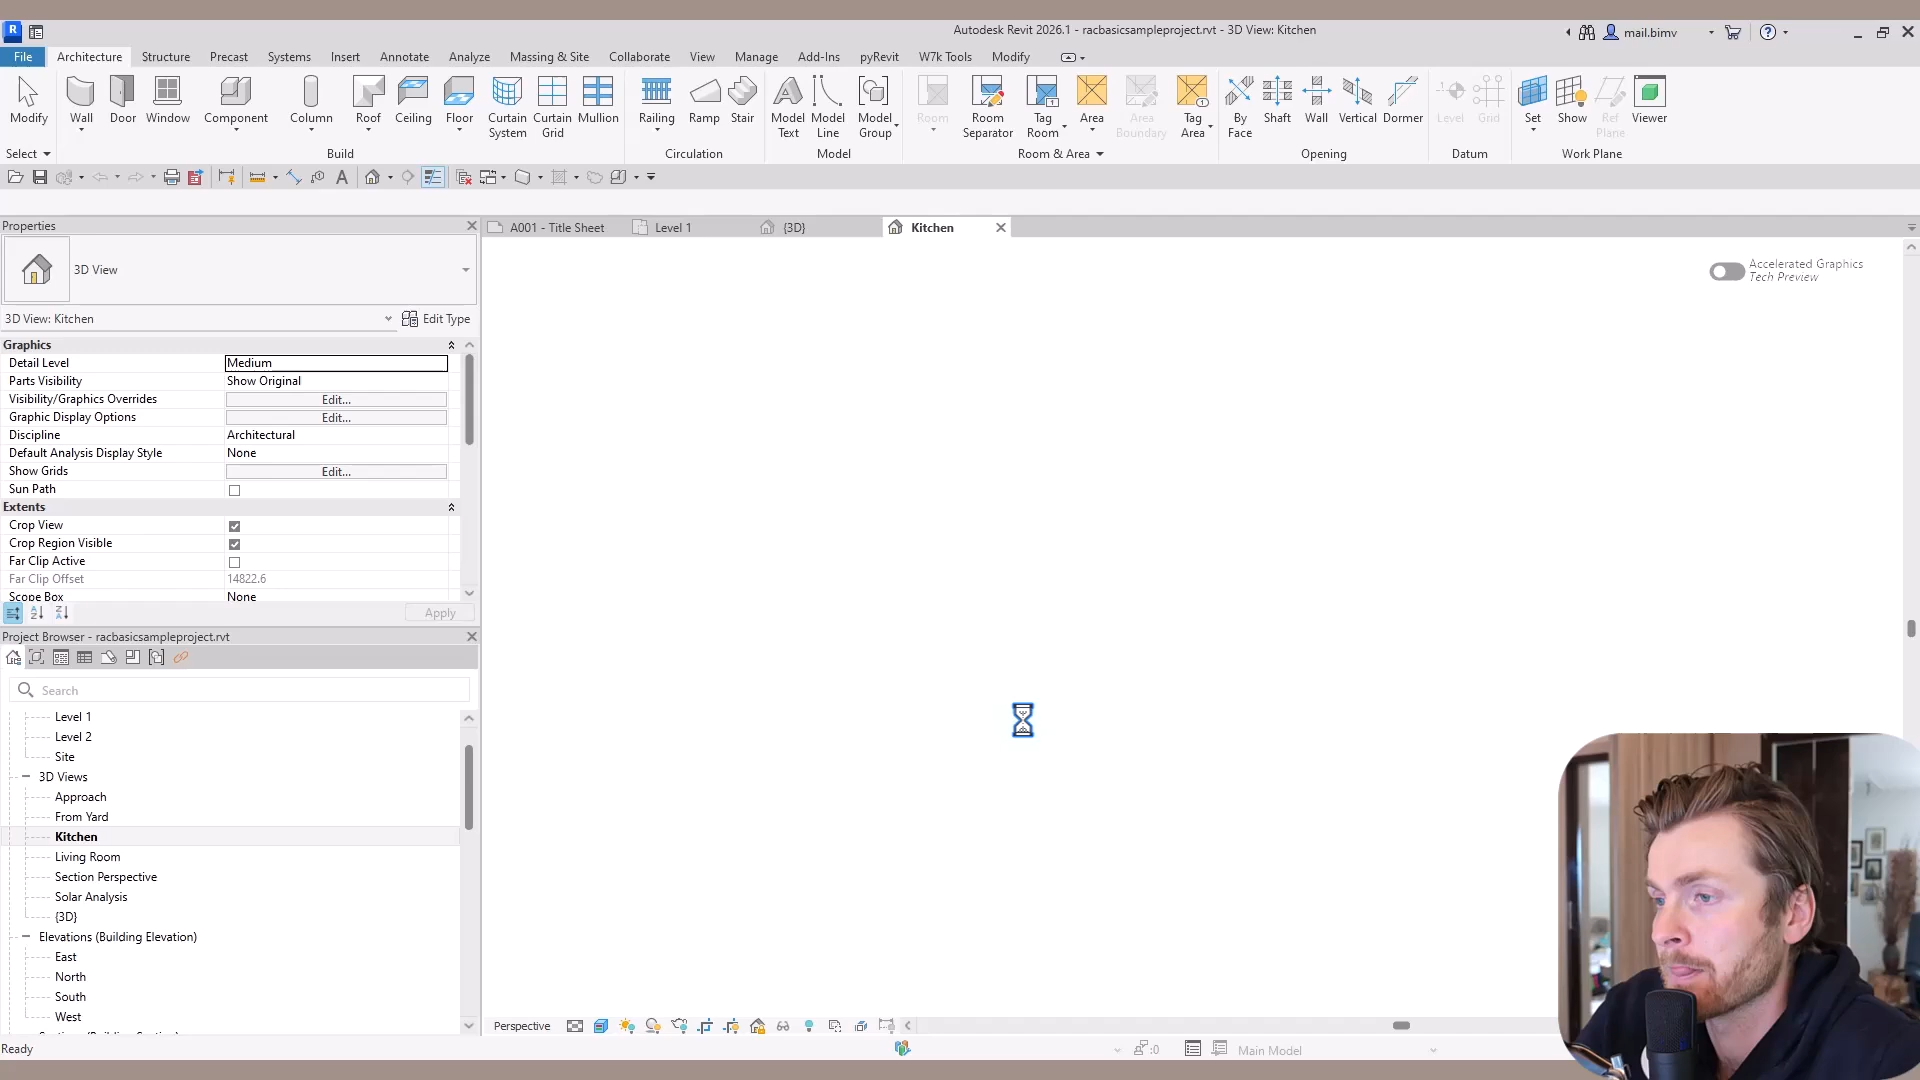 R
Autodesk Revit 2026.1 - racbasicsampleproject.rvt - 3D View: Kitchen
mail.bimv
File Architecture Structure Precast Systems Insert Annotate Analyze Massing & Site Collaborate View Manage Add-Ins pyRevit W7k Tools Modify
Modify Wall Door Window Component Column Roof Ceiling Floor Curtain System Curtain Grid Mullion Railing Ramp Stair Model Text Model Line Model Group Room Room Separator Tag Room Area Area Boundary Tag Area By Face Shaft Wall Vertical Dormer Level Grid Set Show Ref Plane Viewer
Select Build Circulation Model Room & Area Opening Datum Work Plane
Properties
A001 - Title Sheet Level 1 {3D} Kitchen
3D View
Accelerated Graphics
Tech Preview
3D View: Kitchen Edit Type
Graphics
Detail Level Medium
Parts Visibility Show Original
Visibility/Graphics Overrides Edit...
Graphic Display Options Edit...
Discipline Architectural
Default Analysis Display Style None
Show Grids Edit...
Sun Path
Extents
Crop View
Crop Region Visible
Far Clip Active
Far Clip Offset 14822.6
Scope Box None
Apply
Project Browser - racbasicsampleproject.rvt
Search
Level 1
Level 2
Site
3D Views
Approach
From Yard
Kitchen
Living Room
Section Perspective
Solar Analysis
{3D}
Elevations (Building Elevation)
East
North
South
West
Perspective
Ready
:0
Main Model